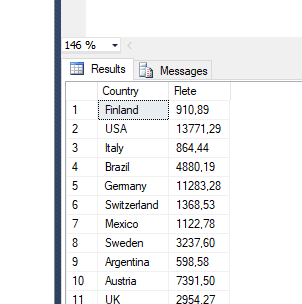 146 %
Results Messages
Country Flete
1 Finland 910,89
2 USA 13771,29
3 Italy 864,44
4 Brazil 4880,19
5 Germany 11283,28
6 Switzerland 1368,53
7 Mexico 1122,78
8 Sweden 3237,60
9 Argentina 598,58
10 Austria 7391,50
11 UK 2954,27